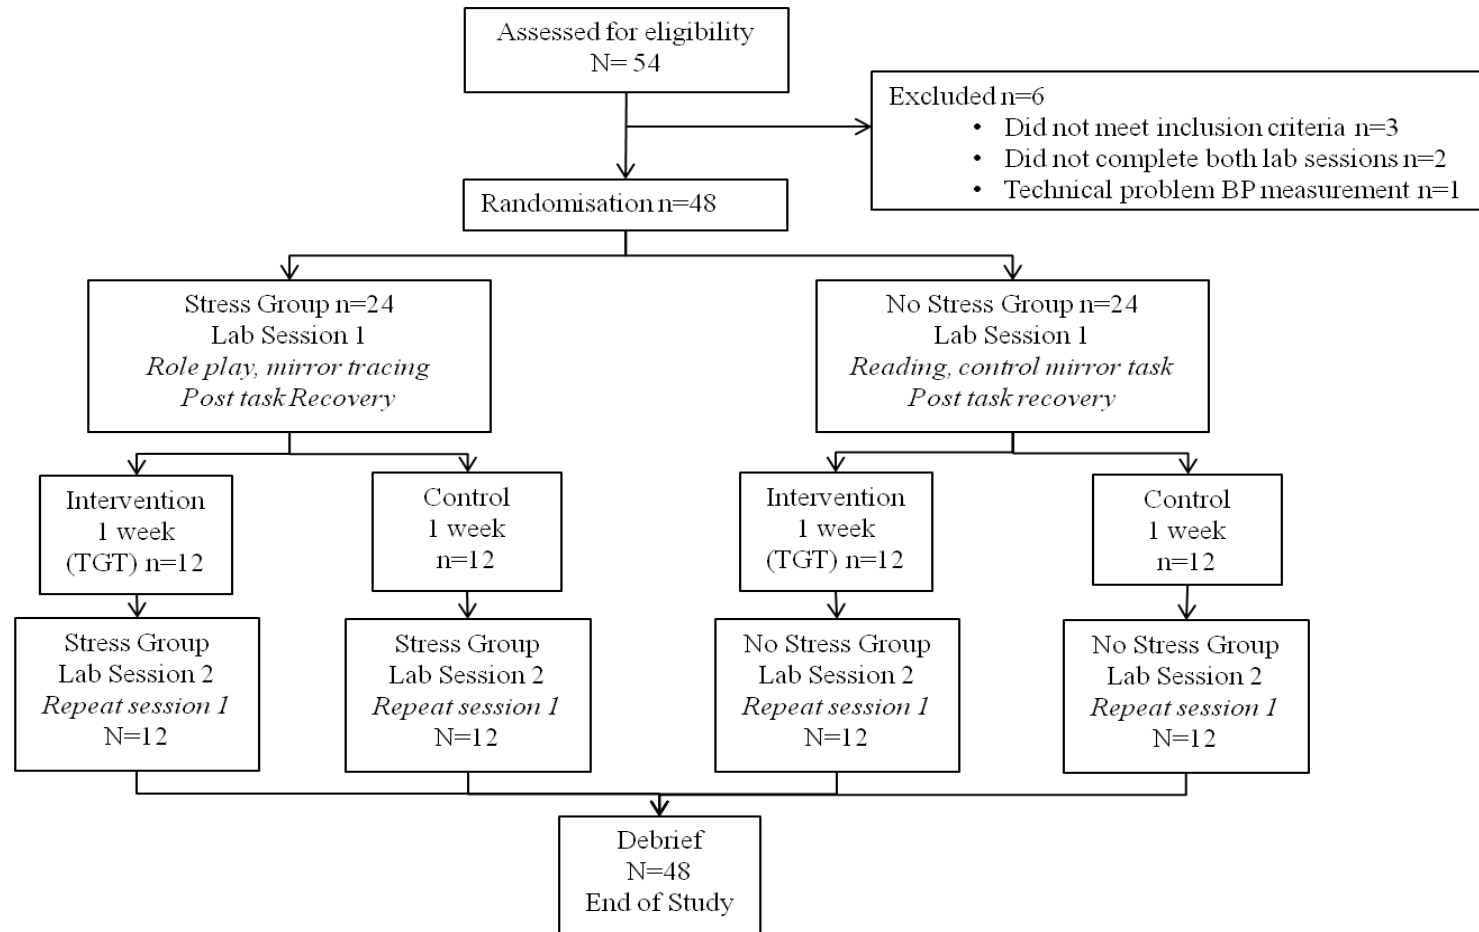 Assessed for eligibility
N= 54
Excluded n=6
• Did not meet inclusion criteria n=3
• Did not complete both lab sessions n=2
• Technical problem BP measurement n=1
Randomisation n=48
Stress Group n=24
Lab Session 1
Role play, mirror tracing
Post task Recovery
No Stress Group n=24
Lab Session 1
Reading, control mirror task
Post task recovery
Intervention
1 week
(TGT) n=12
Control
1 week
n=12
Intervention
1 week
(TGT) n=12
Control
1 week
n=12
Stress Group
Lab Session 2
Repeat session 1
N=12
Stress Group
Lab Session 2
Repeat session 1
N=12
No Stress Group
Lab Session 2
Repeat session 1
N=12
No Stress Group
Lab Session 2
Repeat session 1
N=12
Debrief
N=48
End of Study